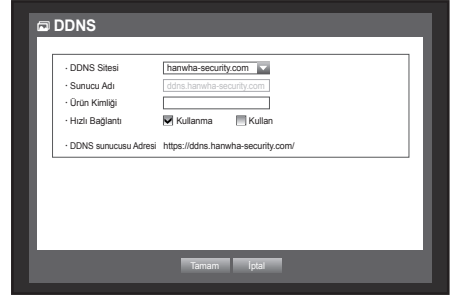 DDNS
· DDNS Sitesi hanwha-security.com
· Sunucu Adı ddns.hanwha-security.com
· Ürün Kimliği
· Hızlı Bağlantı Kullanma Kullan
· DDNS sunucusu Adresi https://ddns.hanwha-security.com/
Tamam İptal